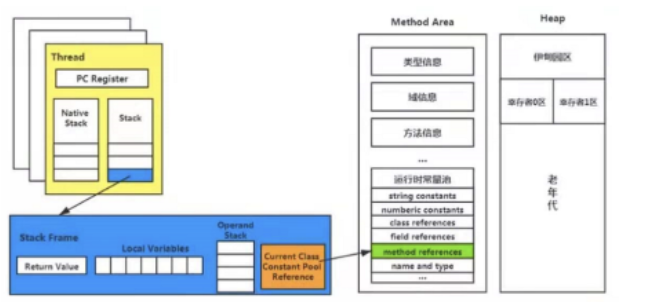 Thread
PC Register
Native
Stack
Stack
Stack Frame
Return Value
Local Variables
Operand
Stack
Current Class
Constant Pool
Reference
Method Area
类型信息
域信息
方法信息
...
运行时常量池
string constants
numberic constants
class references
field references
method references
name and type
...
Heap
伊甸园区
幸存者0区
幸存者1区
老
年
代